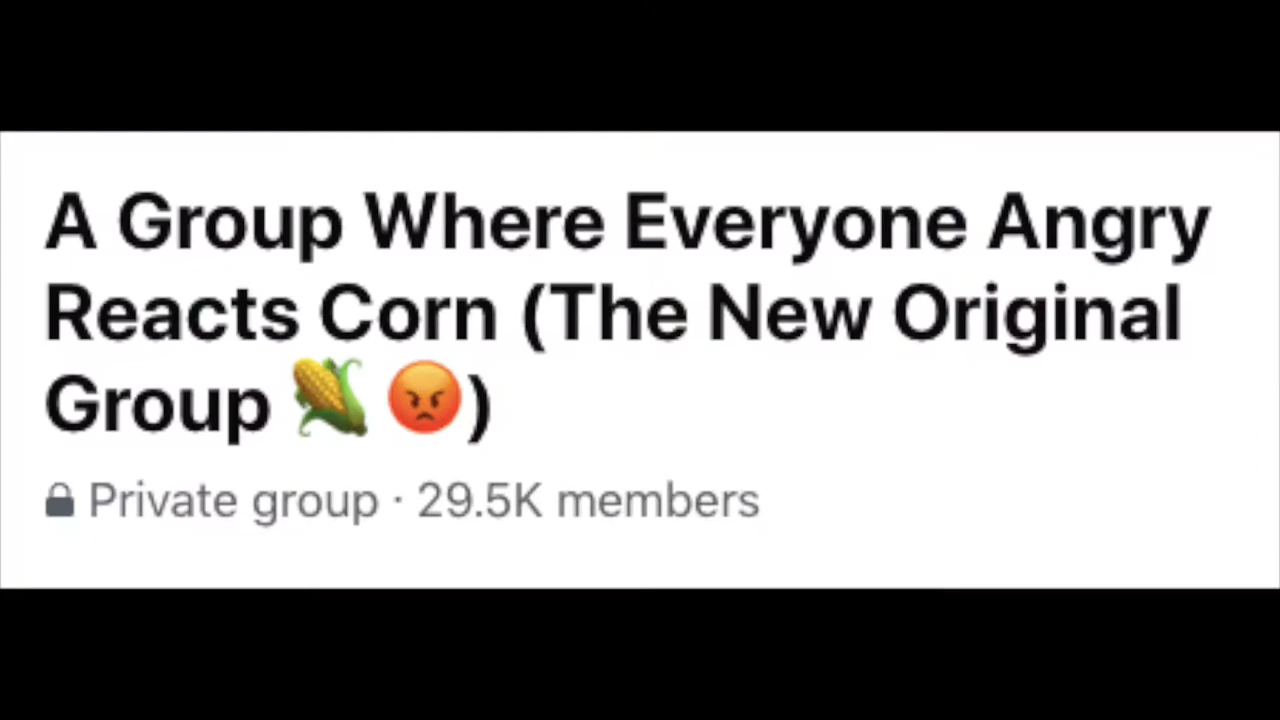 A Group Where Everyone Angry
Reacts Corn (The New Original
Group 🌽 😡)
Private group · 29.5K members